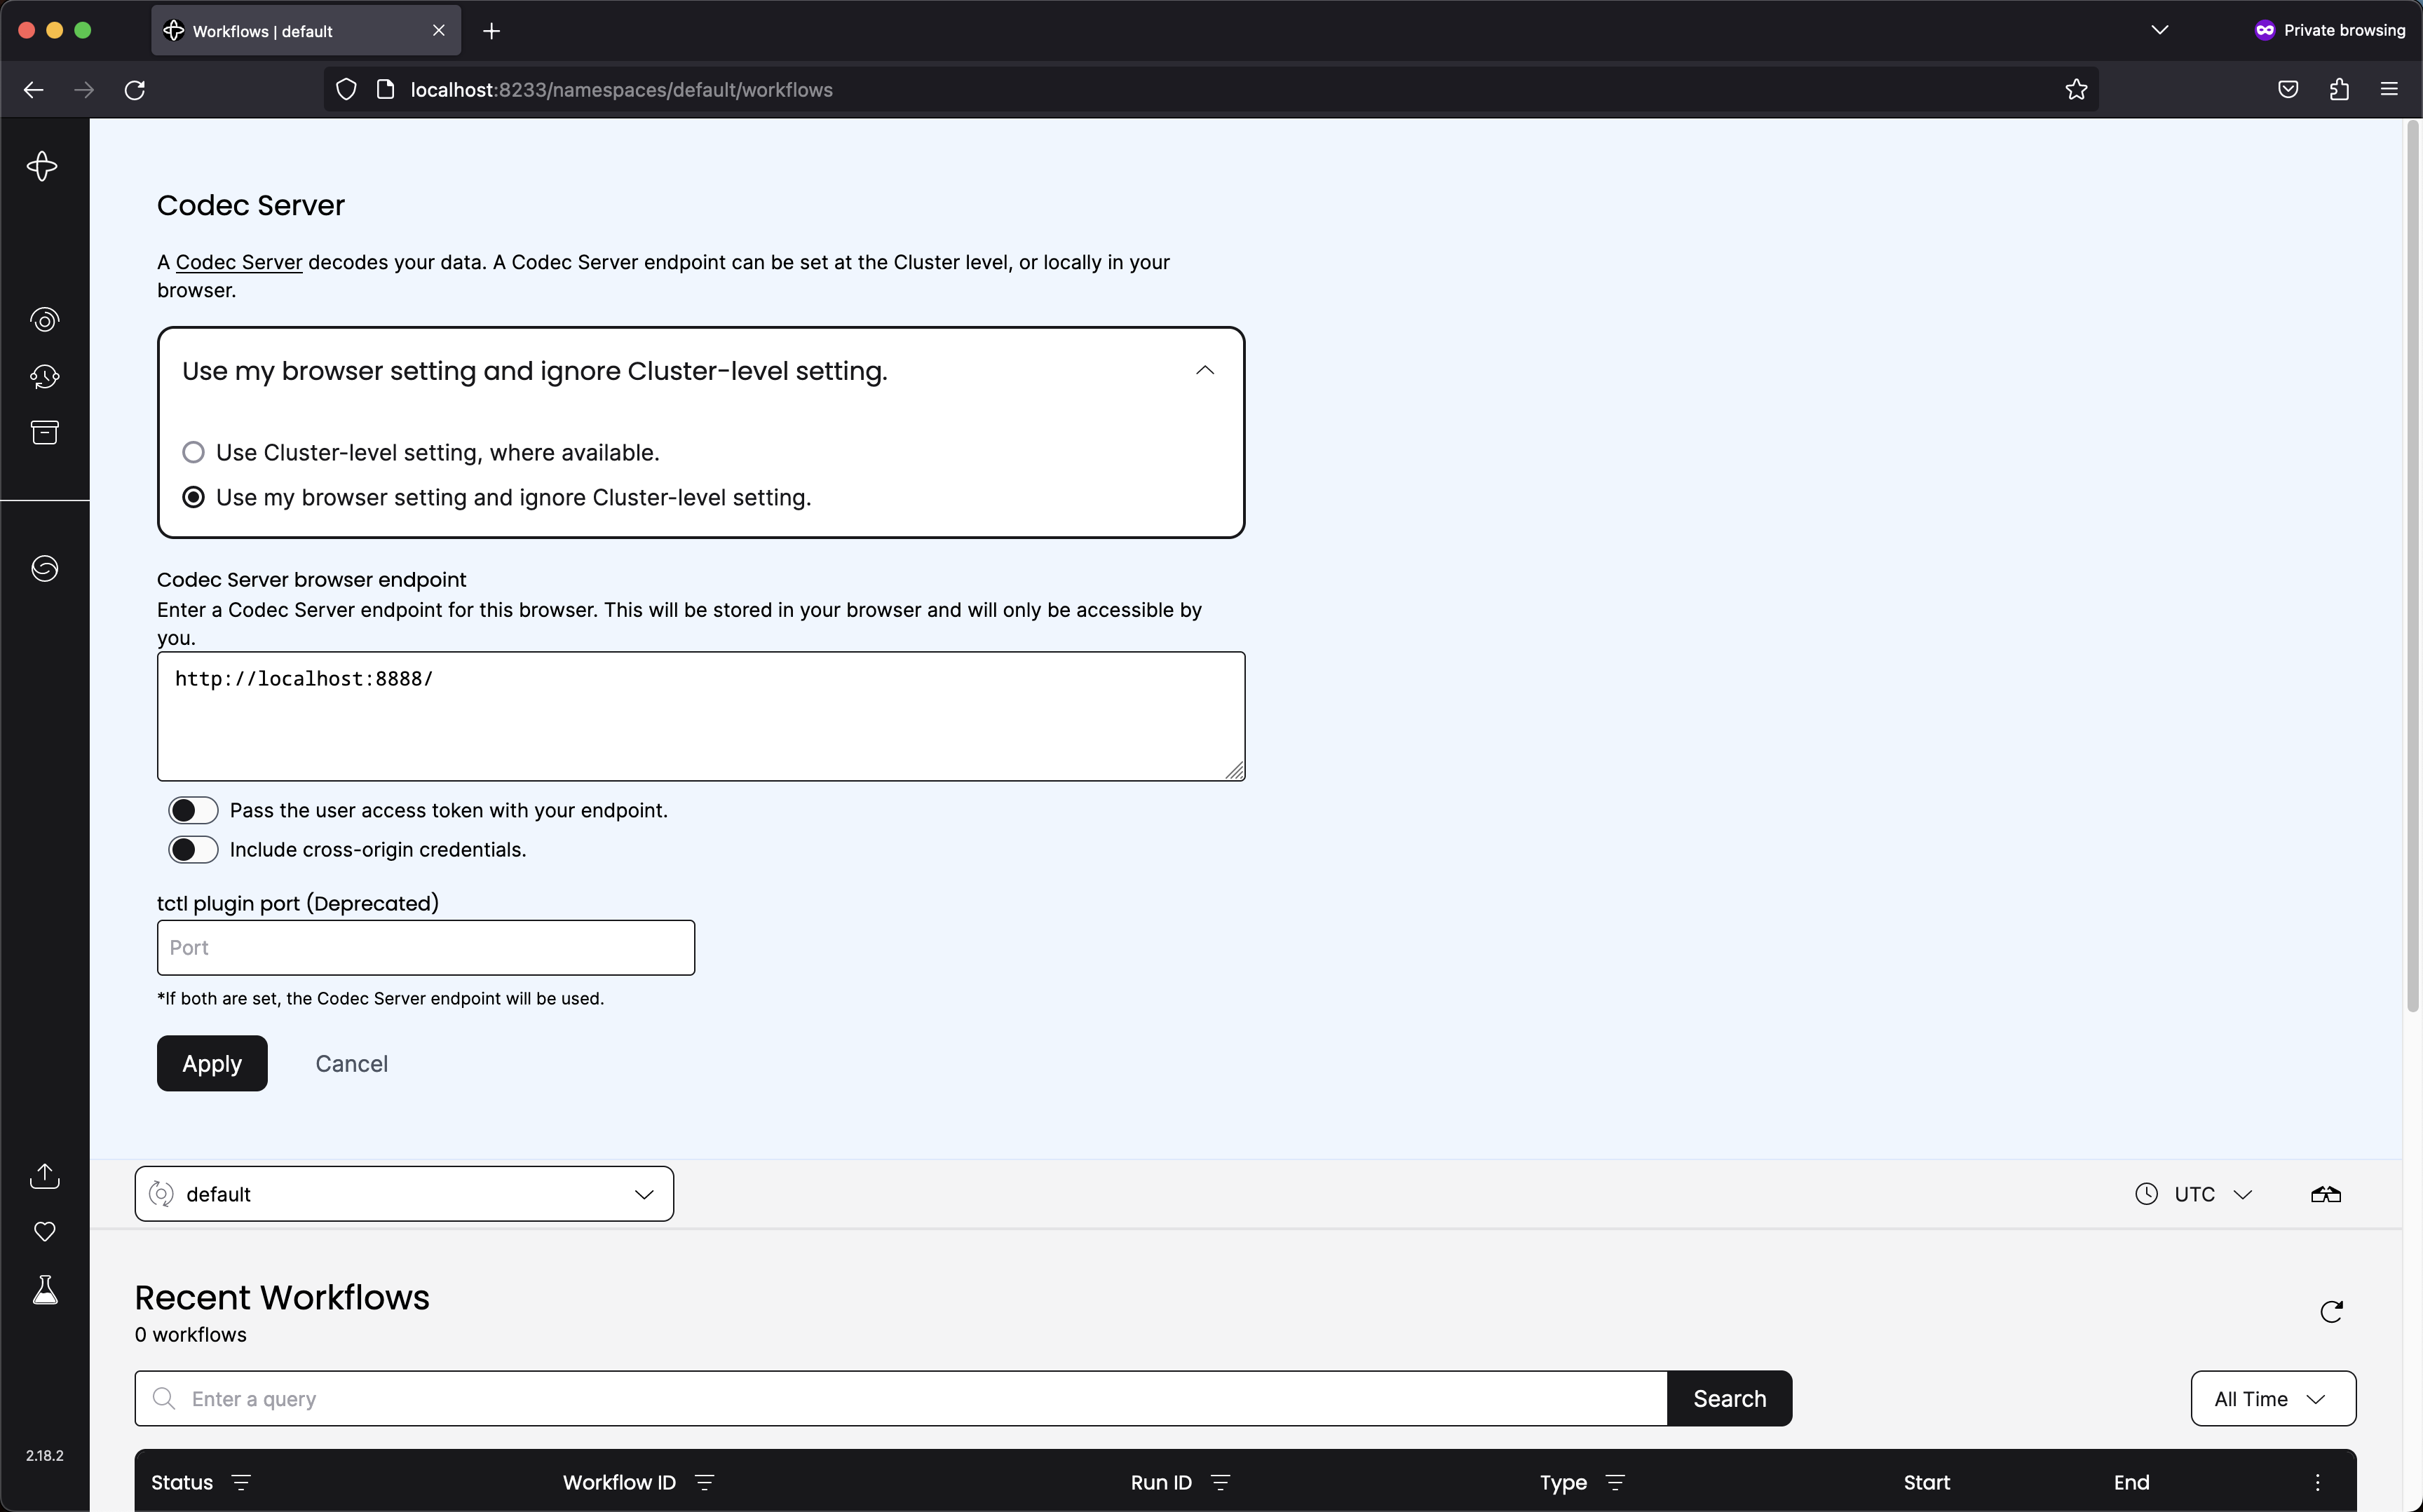 Workflows | default
Private browsing
localhost:8233/namespaces/default/workflows
Codec Server
A Codec Server decodes your data. A Codec Server endpoint can be set at the Cluster level, or locally in your
browser.
Use my browser setting and ignore Cluster-level setting.
Use Cluster-level setting, where available.
Use my browser setting and ignore Cluster-level setting.
Codec Server browser endpoint
Enter a Codec Server endpoint for this browser. This will be stored in your browser and will only be accessible by
you.
http://localhost:8888/
Pass the user access token with your endpoint.
Include cross-origin credentials.
tctl plugin port (Deprecated)
Port
*If both are set, the Codec Server endpoint will be used.
Apply Cancel
default UTC
Recent Workflows
0 workflows
Enter a query Search All Time
2.18.2
Status Workflow ID Run ID Type Start End